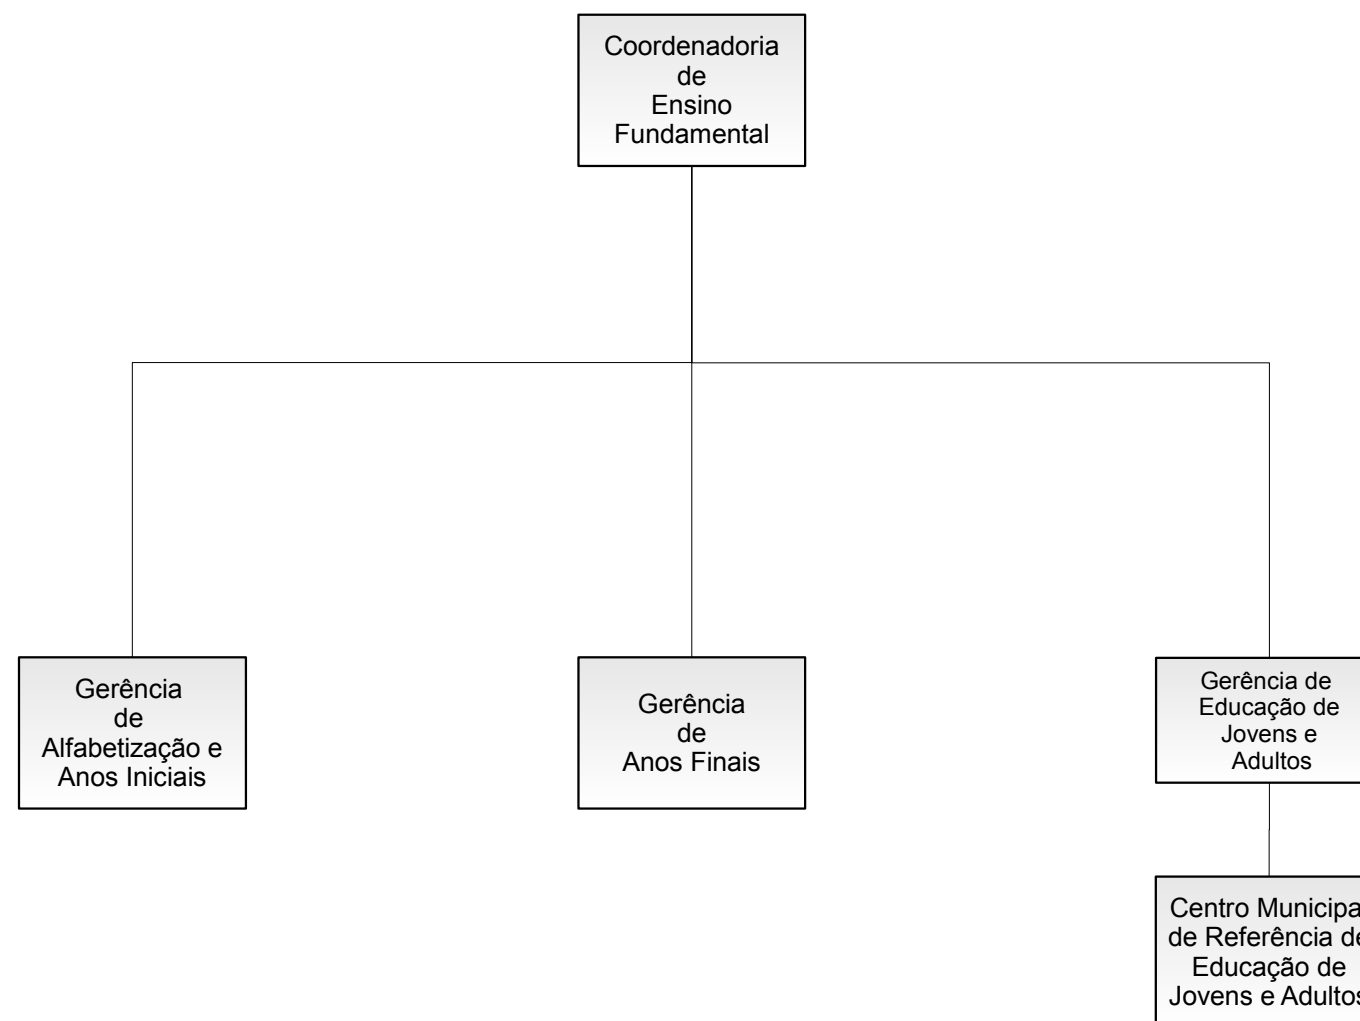 Coordenadoria
de
Ensino
Fundamental
Gerência
de
Alfabetização e
Anos Iniciais
Gerência
de
Anos Finais
Gerência de
Educação de
Jovens e
Adultos
Centro Municipal
de Referência de
Educação de
Jovens e Adultos